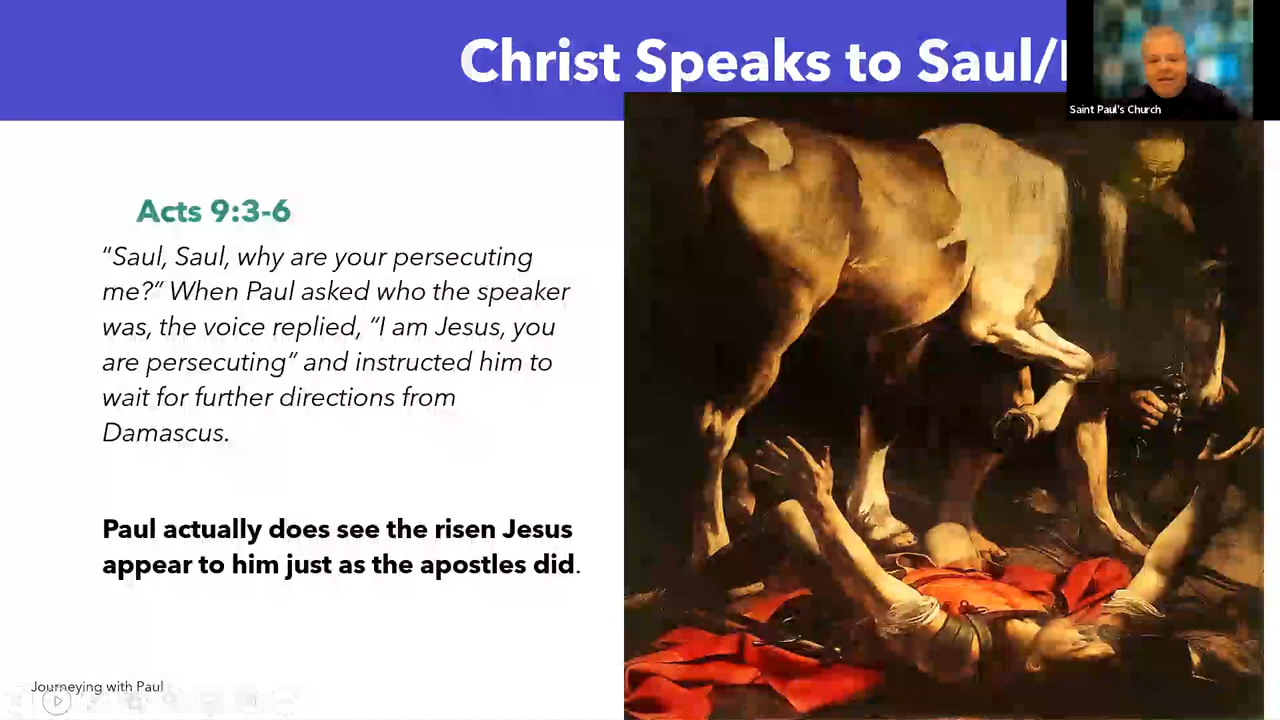 Christ Speaks to Saul/
Saint Paul's Church
Acts 9:3-6
“Saul, Saul, why are your persecuting
me?” When Paul asked who the speaker
was, the voice replied, “I am Jesus, you
are persecuting” and instructed him to
wait for further directions from
Damascus.
Paul actually does see the risen Jesus
appear to him just as the apostles did.
Journeying with Paul